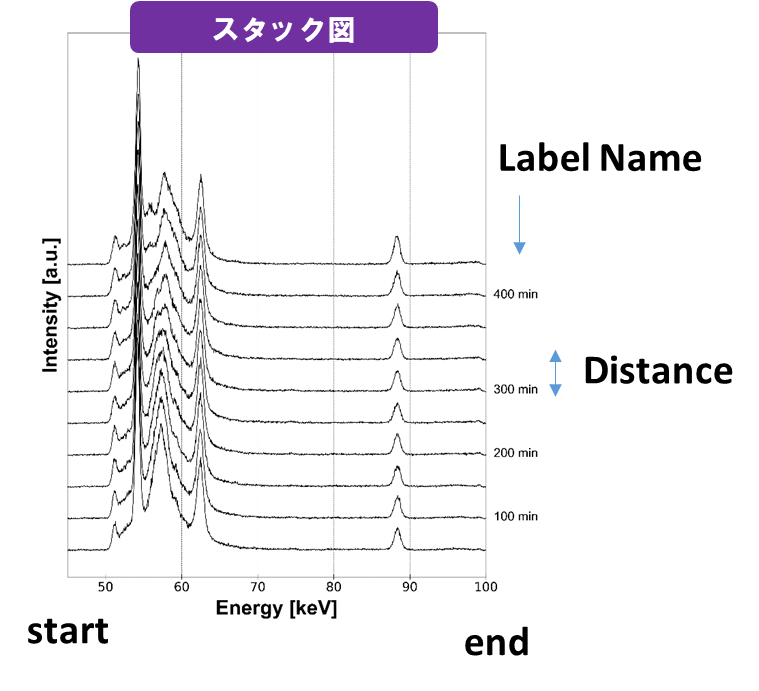 スタック図
Label Name
Intensity [a.u.]
400 min
300 min
Distance
200 min
100 min
50 60 70 80 90 100
Energy [keV]
start
end